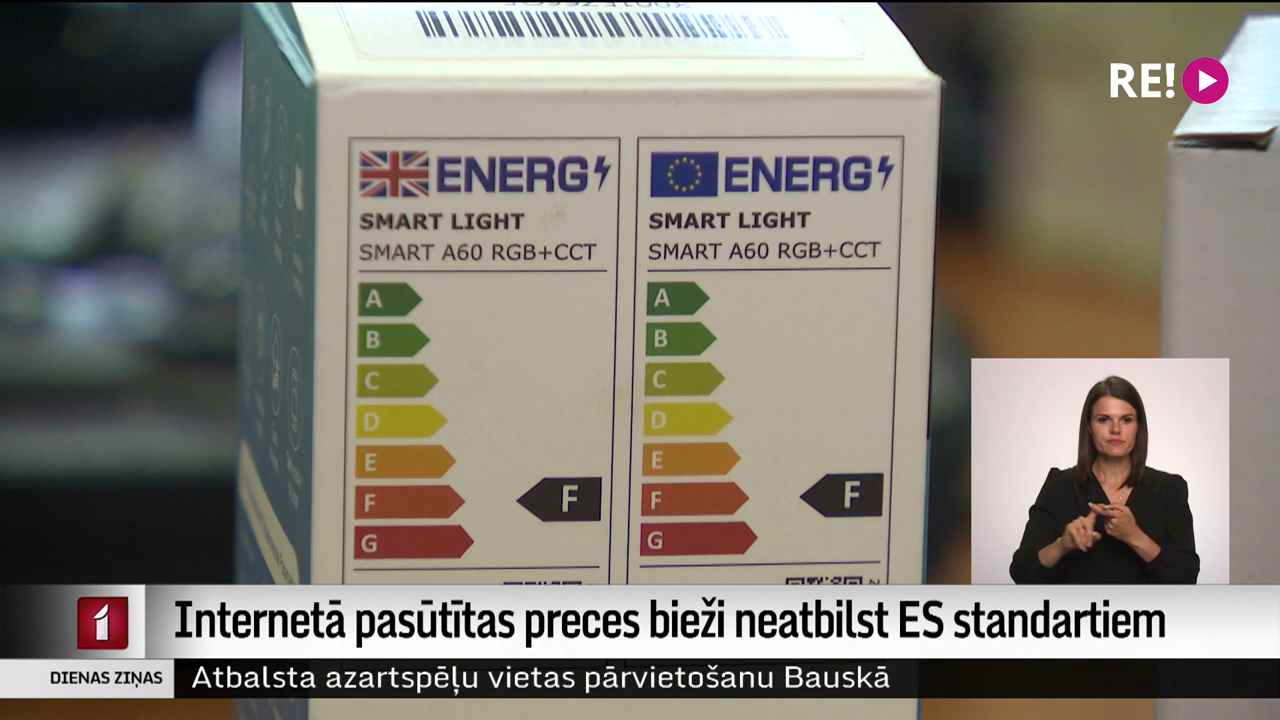 RE!
ENERG
SMART LIGHT
SMART A60 RGB+CCT
A
B
C
D
E
F
G
F
ENERG
SMART LIGHT
SMART A60 RGB+CCT
A
B
C
D
E
F
G
F
1
Internetā pasūtītas preces bieži neatbilst ES standartiem
DIENAS ZIŅAS
Atbalsta azartspēļu vietas pārvietošanu Bauskā